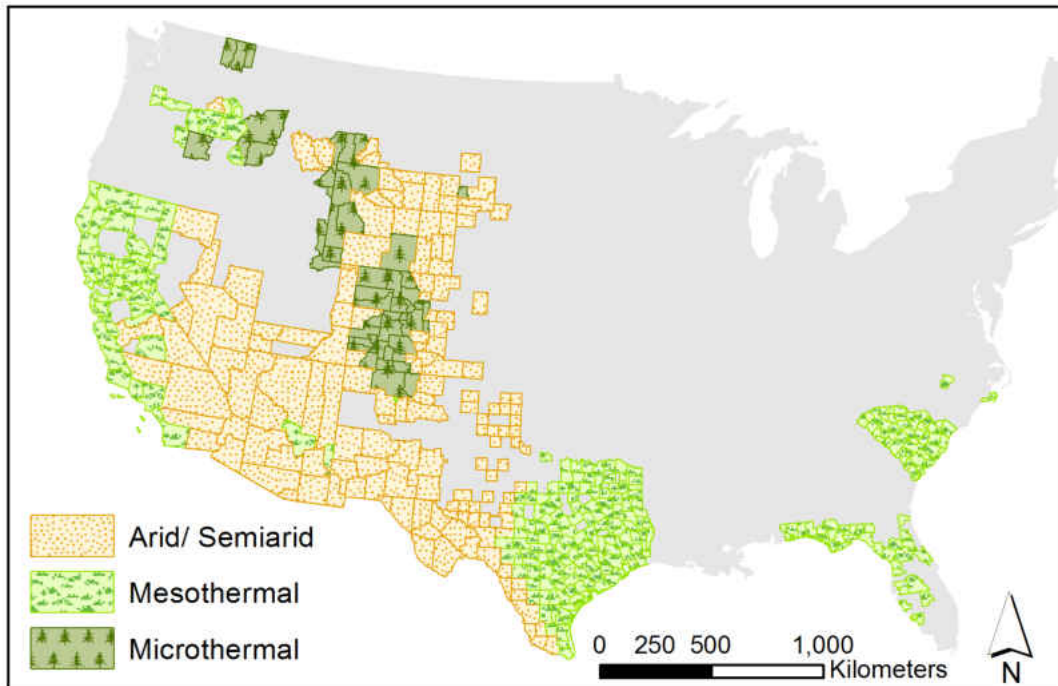 Arid/ Semiarid
Mesothermal
Microthermal
0 250 500 1,000
Kilometers
N